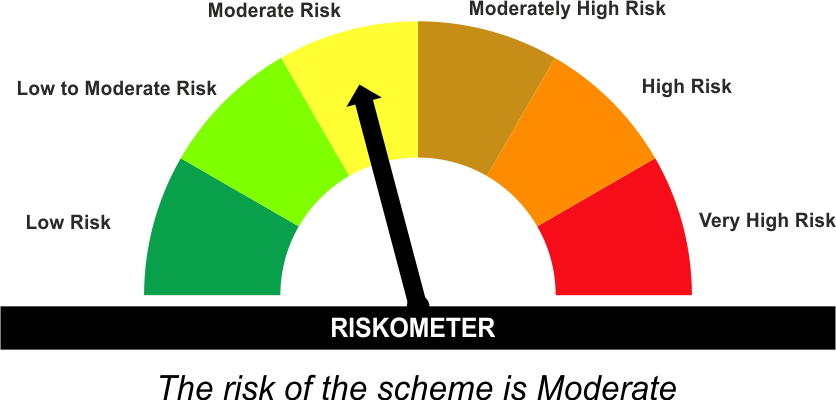 Moderate Risk
Moderately High Risk
Low to Moderate Risk
High Risk
Low Risk
Very High Risk
RISKOMETER
The risk of the scheme is Moderate